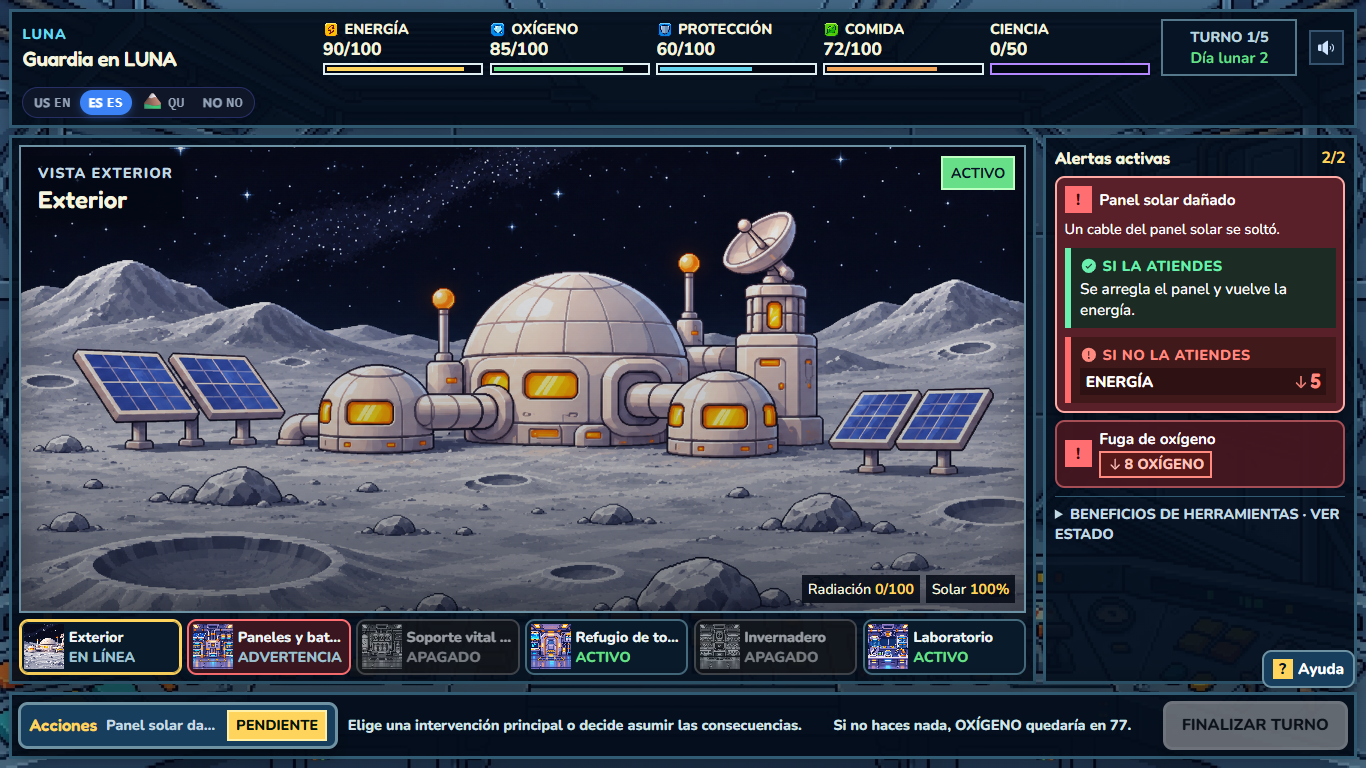 LUNA
Guardia en LUNA
US EN
ES ES
QU
NO NO
ENERGÍA
90/100
OXÍGENO
85/100
PROTECCIÓN
60/100
COMIDA
72/100
CIENCIA
0/50
TURNO 1/5
Día lunar 2
VISTA EXTERIOR
Exterior
ACTIVO
Radiación 0/100
Solar 100%
Exterior
EN LÍNEA
Paneles y bat...
ADVERTENCIA
Soporte vital ...
APAGADO
Refugio de to...
ACTIVO
Invernadero
APAGADO
Laboratorio
ACTIVO
Alertas activas
2/2
! Panel solar dañado
Un cable del panel solar se soltó.
SI LA ATIENDES
Se arregla el panel y vuelve la
energía.
! SI NO LA ATIENDES
ENERGÍA ↓5
! Fuga de oxígeno
↓ 8 OXÍGENO
▶ BENEFICIOS DE HERRAMIENTAS · VER
ESTADO
? Ayuda
Acciones Panel solar da... PENDIENTE
Elige una intervención principal o decide asumir las consecuencias.
Si no haces nada, OXÍGENO quedaría en 77.
FINALIZAR TURNO